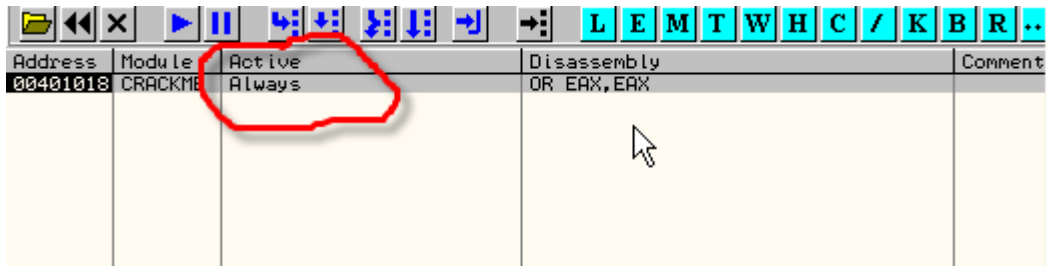 L E M T W H C / K B R ..
Address Module Active Disassembly Comment
00401018 CRACKME Always OR EAX,EAX